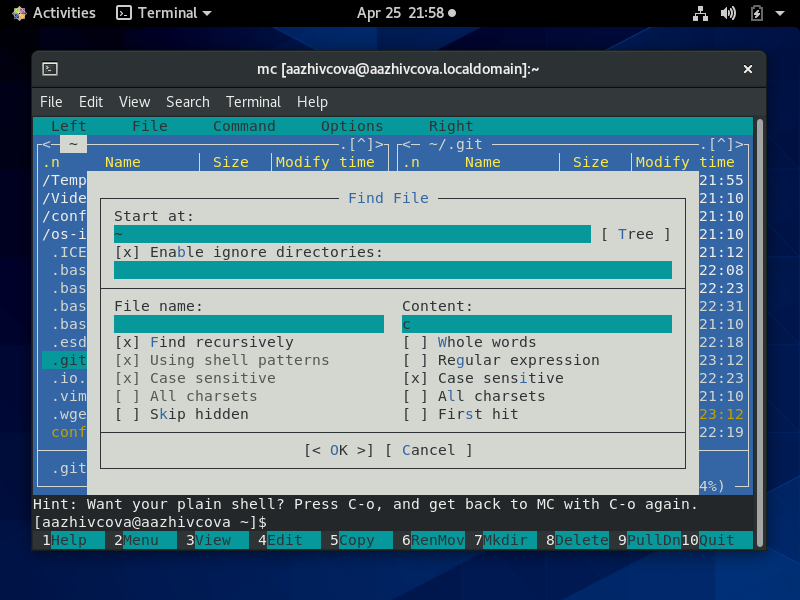 Activities Terminal Apr 25 21:58
mc [aazhivcova@aazhivcova.localdomain]:~
File Edit View Search Terminal Help
Left File Command Options Right
<─ ~ ─.[^]> <─ ~/.git ─.[^]>
.n Name Size Modify time .n Name Size Modify time
/Temp 21:55
/Vide Find File 21:10
/conf Start at: 21:10
/os-i ~ [ Tree ] 21:10
.ICE [x] Enable ignore directories: 21:12
.bas 22:08
.bas 22:23
.bas File name: Content: 22:31
.bas c 21:10
.esd [x] Find recursively [ ] Whole words 22:18
.git [x] Using shell patterns [ ] Regular expression 23:12
.io. [x] Case sensitive [x] Case sensitive 22:23
.vim [ ] All charsets [ ] All charsets 21:10
.wge [ ] Skip hidden [ ] First hit 23:12
conf 22:19
[< OK >] [ Cancel ]
.git
4%)
Hint: Want your plain shell? Press C-o, and get back to MC with C-o again.
[aazhivcova@aazhivcova ~]$
1Help 2Menu 3View 4Edit 5Copy 6RenMov 7Mkdir 8Delete 9PullDn 10Quit